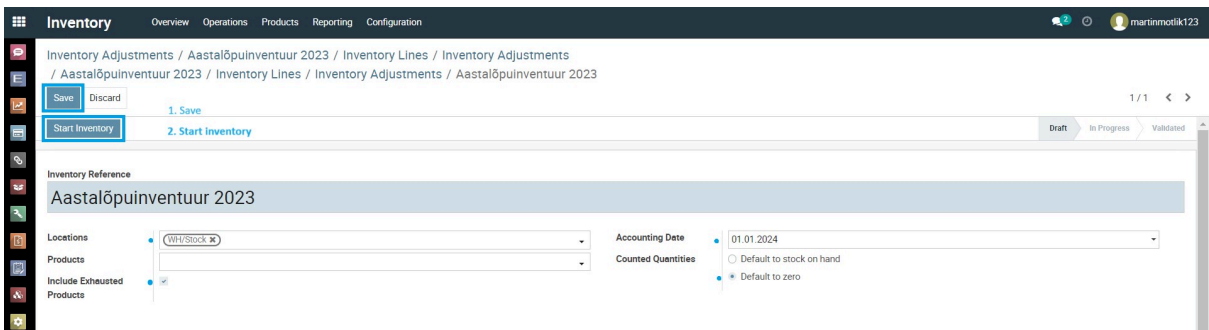 Inventory Overview Operations Products Reporting Configuration 2 martinmotlik123
Inventory Adjustments / Aastalõpuinventuur 2023 / Inventory Lines / Inventory Adjustments
/ Aastalõpuinventuur 2023 / Inventory Lines / Inventory Adjustments / Aastalõpuinventuur 2023
Save Discard 1 / 1
1. Save
Start Inventory 2. Start inventory Draft In Progress Validated
Inventory Reference
Aastalõpuinventuur 2023
Locations WH/Stock Accounting Date 01.01.2024
Products Counted Quantities Default to stock on hand
Include Exhausted Default to zero
Products